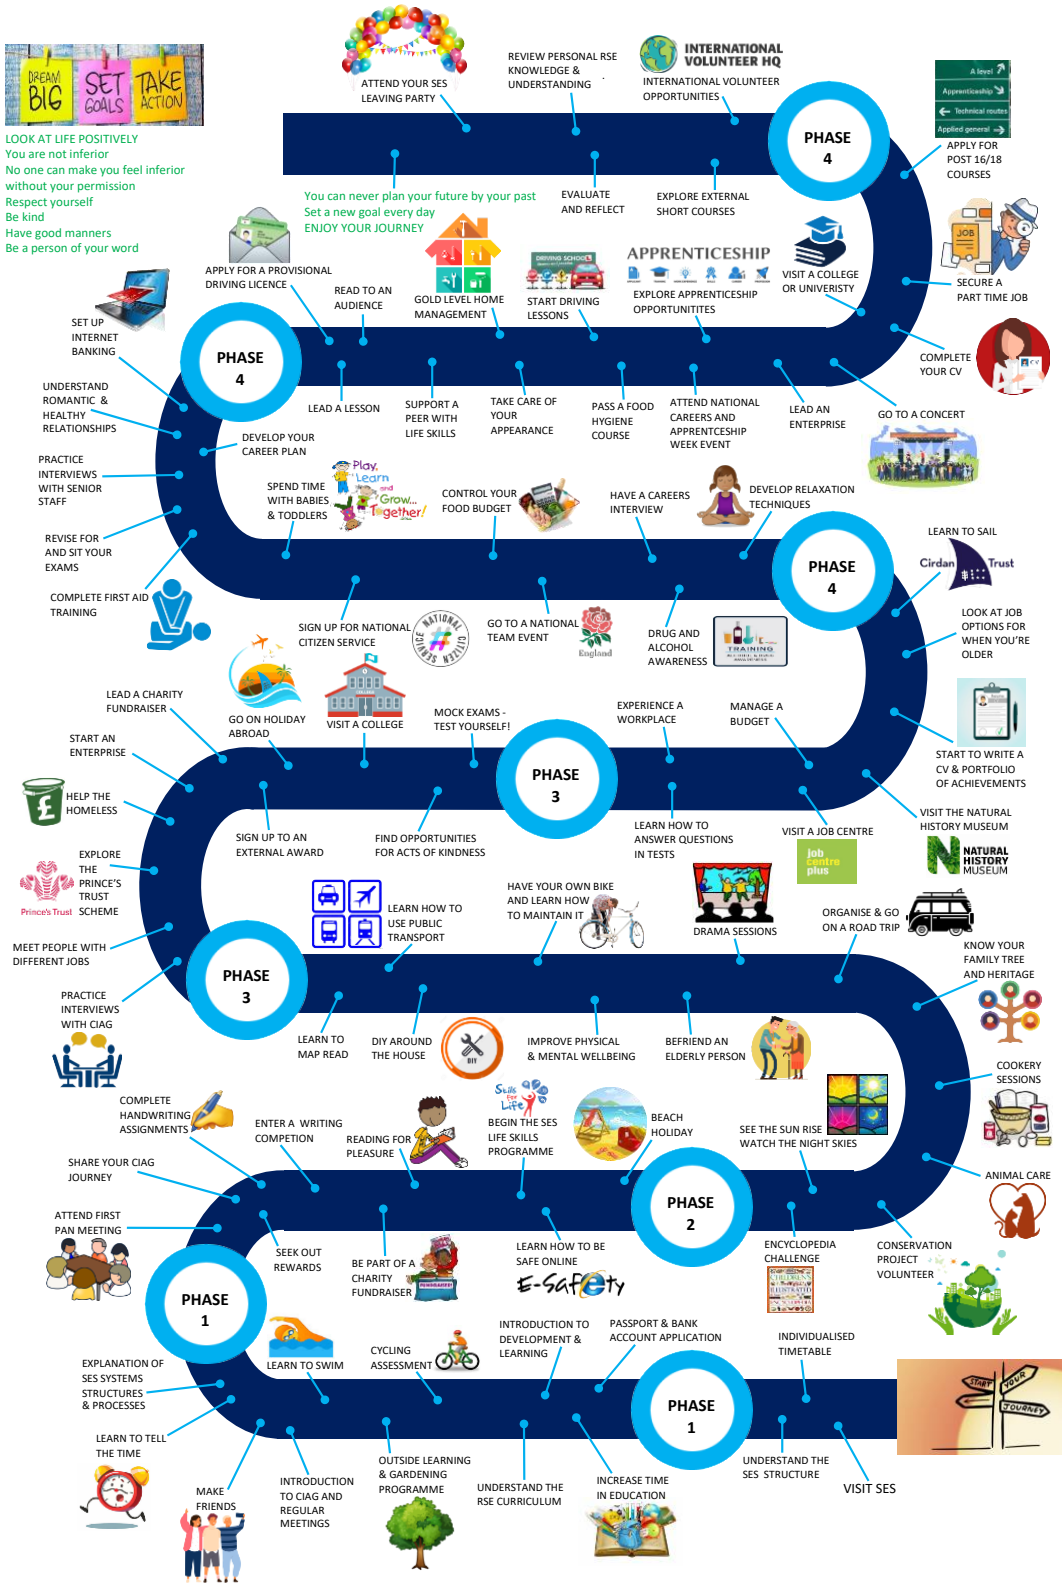 DREAM
BIG
SET
GOALS
TAKE
ACTION
LOOK AT LIFE POSITIVELY
You are not inferior
No one can make you feel inferior
without your permission
Respect yourself
Be kind
Have good manners
Be a person of your word
ATTEND YOUR SES
LEAVING PARTY
REVIEW PERSONAL RSE
KNOWLEDGE &
UNDERSTANDING
INTERNATIONAL
VOLUNTEER HQ
INTERNATIONAL VOLUNTEER
OPPORTUNITIES
PHASE
4
A level
Apprenticeship
Technical routes
Applied general
APPLY FOR
POST 16/18
COURSES
You can never plan your future by your past
Set a new goal every day
ENJOY YOUR JOURNEY
EVALUATE
AND REFLECT
EXPLORE EXTERNAL
SHORT COURSES
JOB
SECURE A
PART TIME JOB
APPLY FOR A PROVISIONAL
DRIVING LICENCE
READ TO AN
AUDIENCE
GOLD LEVEL HOME
MANAGEMENT
DRIVING SCHOOL
START DRIVING
LESSONS
APPRENTICESHIP
EXPLORE APPRENTICESHIP
OPPORTUNITITES
VISIT A COLLEGE
OR UNIVERISTY
CV
COMPLETE
YOUR CV
SET UP
INTERNET
BANKING
PHASE
4
LEAD A LESSON
SUPPORT A
PEER WITH
LIFE SKILLS
TAKE CARE OF
YOUR
APPEARANCE
PASS A FOOD
HYGIENE
COURSE
ATTEND NATIONAL
CAREERS AND
APPRENTCESHIP
WEEK EVENT
LEAD AN
ENTERPRISE
GO TO A CONCERT
UNDERSTAND
ROMANTIC &
HEALTHY
RELATIONSHIPS
DEVELOP YOUR
CAREER PLAN
PRACTICE
INTERVIEWS
WITH SENIOR
STAFF
REVISE FOR
AND SIT YOUR
EXAMS
COMPLETE FIRST AID
TRAINING
SPEND TIME
WITH BABIES
& TODDLERS
Play,
Learn
and
Grow...
Together!
CONTROL YOUR
FOOD BUDGET
HAVE A CAREERS
INTERVIEW
DEVELOP RELAXATION
TECHNIQUES
PHASE
4
LEARN TO SAIL
Cirdan Trust
LOOK AT JOB
OPTIONS FOR
WHEN YOU'RE
OLDER
SIGN UP FOR NATIONAL
CITIZEN SERVICE
NATIONAL CITIZEN SERVICE
GO TO A NATIONAL
TEAM EVENT
England
DRUG AND
ALCOHOL
AWARENESS
TRAINING
START TO WRITE A
CV & PORTFOLIO
OF ACHIEVEMENTS
LEAD A CHARITY
FUNDRAISER
GO ON HOLIDAY
ABROAD
VISIT A COLLEGE
MOCK EXAMS -
TEST YOURSELF!
PHASE
3
EXPERIENCE A
WORKPLACE
MANAGE A
BUDGET
START AN
ENTERPRISE
£
HELP THE
HOMELESS
SIGN UP TO AN
EXTERNAL AWARD
FIND OPPORTUNITIES
FOR ACTS OF KINDNESS
LEARN HOW TO
ANSWER QUESTIONS
IN TESTS
VISIT A JOB CENTRE
job
centre
plus
VISIT THE NATURAL
HISTORY MUSEUM
N
NATURAL
HISTORY
MUSEUM
Prince's Trust
EXPLORE
THE
PRINCE'S
TRUST
SCHEME
MEET PEOPLE WITH
DIFFERENT JOBS
PRACTICE
INTERVIEWS
WITH CIAG
PHASE
3
LEARN HOW TO
USE PUBLIC
TRANSPORT
HAVE YOUR OWN BIKE
AND LEARN HOW
TO MAINTAIN IT
DRAMA SESSIONS
ORGANISE & GO
ON A ROAD TRIP
KNOW YOUR
FAMILY TREE
AND HERITAGE
LEARN TO
MAP READ
DIY AROUND
THE HOUSE
DIY
IMPROVE PHYSICAL
& MENTAL WELLBEING
BEFRIEND AN
ELDERLY PERSON
COOKERY
SESSIONS
COMPLETE
HANDWRITING
ASSIGNMENTS
ENTER A WRITING
COMPETION
READING FOR
PLEASURE
Skills
For
Life
BEGIN THE SES
LIFE SKILLS
PROGRAMME
BEACH
HOLIDAY
SEE THE SUN RISE
WATCH THE NIGHT SKIES
ANIMAL CARE
SHARE YOUR CIAG
JOURNEY
ATTEND FIRST
PAN MEETING
PHASE
2
SEEK OUT
REWARDS
BE PART OF A
CHARITY
FUNDRAISER
FUNDRAISER
LEARN HOW TO BE
SAFE ONLINE
E-Safety
ENCYCLOPEDIA
CHALLENGE
CHILDREN'S
ILLUSTRATED
ENCYCLOPEDIA
CONSERVATION
PROJECT
VOLUNTEER
PHASE
1
LEARN TO SWIM
CYCLING
ASSESSMENT
INTRODUCTION TO
DEVELOPMENT &
LEARNING
PASSPORT & BANK
ACCOUNT APPLICATION
INDIVIDUALISED
TIMETABLE
EXPLANATION OF
SES SYSTEMS
STRUCTURES
& PROCESSES
PHASE
1
START
YOUR
JOURNEY
LEARN TO TELL
THE TIME
MAKE
FRIENDS
INTRODUCTION
TO CIAG AND
REGULAR
MEETINGS
OUTSIDE LEARNING
& GARDENING
PROGRAMME
UNDERSTAND THE
RSE CURRICULUM
INCREASE TIME
IN EDUCATION
UNDERSTAND THE
SES STRUCTURE
VISIT SES